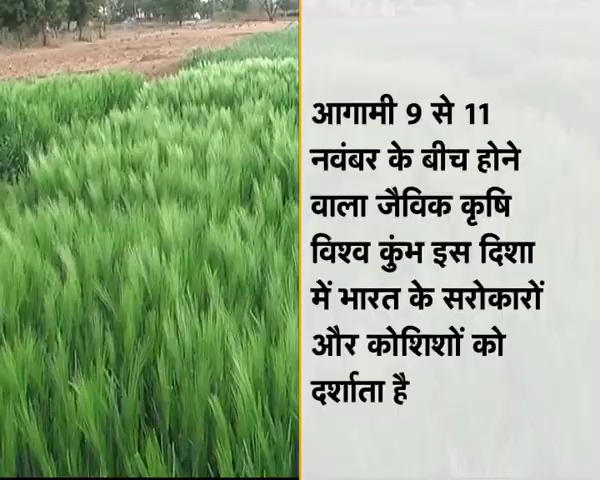 आगामी 9 से 11
नवंबर के बीच होने
वाला जैविक कृषि
विश्व कुंभ इस दिशा
में भारत के सरोकारों
और कोशिशों को
दर्शाता है